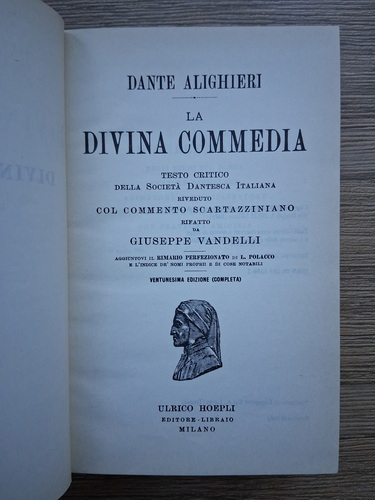 DANTE ALIGHIERI
LA
DIVINA COMMEDIA
TESTO CRITICO
DELLA SOCIETÀ DANTESCA ITALIANA
RIVEDUTO
COL COMMENTO SCARTAZZINIANO
RIFATTO
DA
GIUSEPPE VANDELLI
AGGIUNTOVI IL RIMARIO PERFEZIONATO DI L. POLACCO
E L'INDICE DE' NOMI PROPRII E DI COSE NOTABILI
VENTUNESIMA EDIZIONE (COMPLETA)
ULRICO HOEPLI
EDITORE-LIBRAIO
MILANO